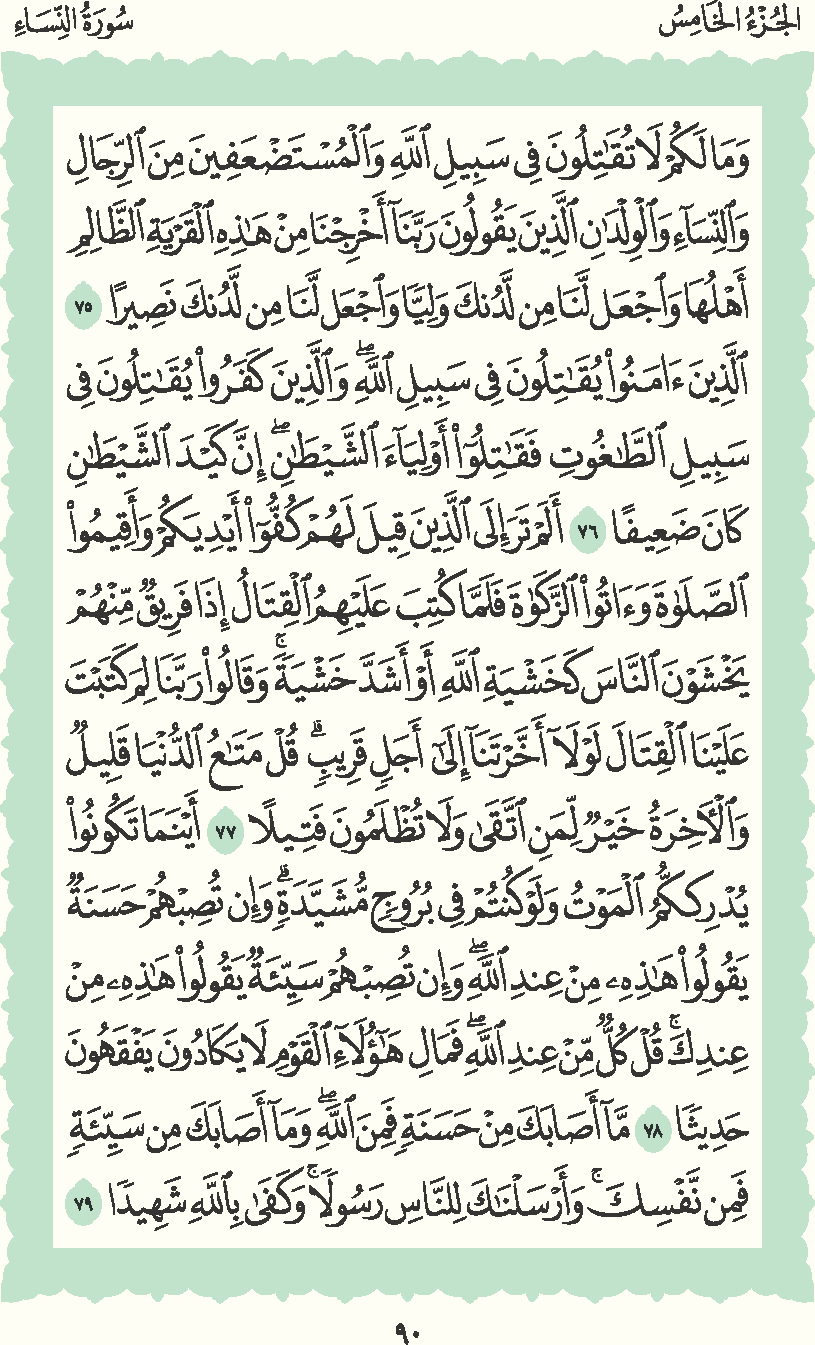 الجُزْءُ الخَامِسُ
سُورَةُ النِّسَاءِ
وَمَا لَكُمْ لَا تُقَٰتِلُونَ فِى سَبِيلِ ٱللَّهِ وَٱلْمُسْتَضْعَفِينَ مِنَ ٱلرِّجَالِ
وَٱلنِّسَآءِ وَٱلْوِلْدَٰنِ ٱلَّذِينَ يَقُولُونَ رَبَّنَآ أَخْرِجْنَا مِنْ هَٰذِهِ ٱلْقَرْيَةِ ٱلظَّالِمِ
أَهْلُهَا وَٱجْعَل لَّنَا مِن لَّدُنكَ وَلِيًّا وَٱجْعَل لَّنَا مِن لَّدُنكَ نَصِيرًا ٧٥
ٱلَّذِينَ ءَامَنُوا۟ يُقَٰتِلُونَ فِى سَبِيلِ ٱللَّهِ ۖ وَٱلَّذِينَ كَفَرُوا۟ يُقَٰتِلُونَ فِى
سَبِيلِ ٱلطَّٰغُوتِ فَقَٰتِلُوٓا۟ أَوْلِيَآءَ ٱلشَّيْطَٰنِ ۖ إِنَّ كَيْدَ ٱلشَّيْطَٰنِ
كَانَ ضَعِيفًا ٧٦ أَلَمْ تَرَ إِلَى ٱلَّذِينَ قِيلَ لَهُمْ كُفُّوٓا۟ أَيْدِيَكُمْ وَأَقِيمُوا۟
ٱلصَّلَوٰةَ وَءَاتُوا۟ ٱلزَّكَوٰةَ فَلَمَّا كُتِبَ عَلَيْهِمُ ٱلْقِتَالُ إِذَا فَرِيقٌ مِّنْهُمْ
يَخْشَوْنَ ٱلنَّاسَ كَخَشْيَةِ ٱللَّهِ أَوْ أَشَدَّ خَشْيَةً ۚ وَقَالُوا۟ رَبَّنَا لِمَ كَتَبْتَ
عَلَيْنَا ٱلْقِتَالَ لَوْلَآ أَخَّرْتَنَآ إِلَىٰٓ أَجَلٍ قَرِيبٍ ۗ قُلْ مَتَٰعُ ٱلدُّنْيَا قَلِيلٌ
وَٱلْأَخِرَةُ خَيْرٌ لِّمَنِ ٱتَّقَىٰ وَلَا تُظْلَمُونَ فَتِيلًا ٧٧ أَيْنَمَا تَكُونُوا۟
يُدْرِككُّمُ ٱلْمَوْتُ وَلَوْ كُنتُمْ فِى بُرُوجٍ مُّشَيَّدَةٍ ۗ وَإِن تُصِبْهُمْ حَسَنَةٌ
يَقُولُوا۟ هَٰذِهِۦ مِنْ عِندِ ٱللَّهِ ۖ وَإِن تُصِبْهُمْ سَيِّئَةٌ يَقُولُوا۟ هَٰذِهِۦ مِنْ
عِندِكَ ۚ قُلْ كُلٌّ مِّنْ عِندِ ٱللَّهِ ۖ فَمَالِ هَٰٓؤُلَآءِ ٱلْقَوْمِ لَا يَكَادُونَ يَفْقَهُونَ
حَدِيثًا ٧٨ مَّآ أَصَابَكَ مِنْ حَسَنَةٍ فَمِنَ ٱللَّهِ ۖ وَمَآ أَصَابَكَ مِن سَيِّئَةٍ
فَمِن نَّفْسِكَ ۚ وَأَرْسَلْنَٰكَ لِلنَّاسِ رَسُولًا ۚ وَكَفَىٰ بِٱللَّهِ شَهِيدًا ٧٩
٩٠